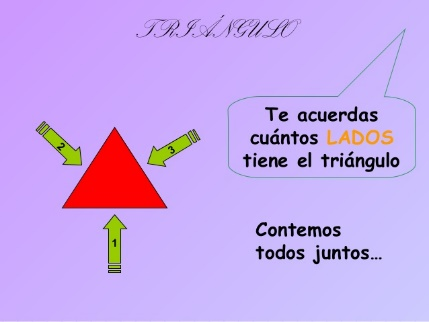 TRIÁNGULO
Te acuerdas
cuántos LADOS
tiene el triángulo
2
3
1
Contemos
todos juntos...